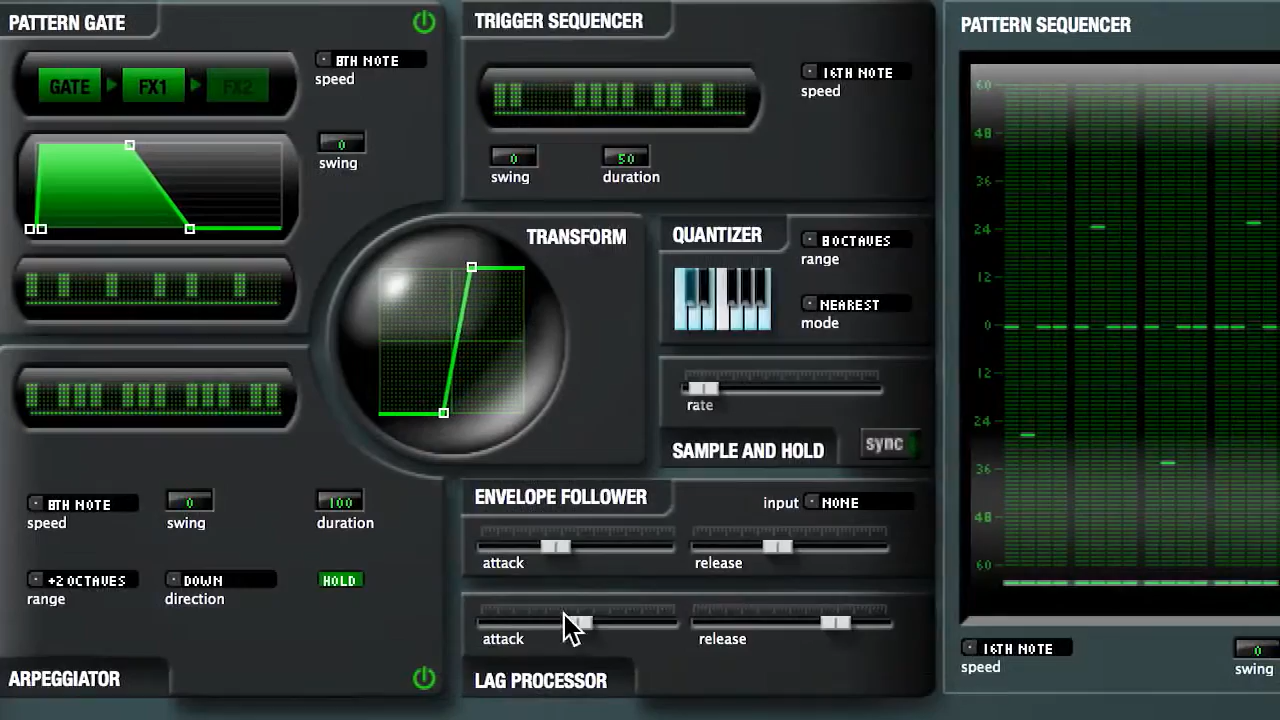 PATTERN GATE
GATE FX1 FX2
8TH NOTE
speed
0
swing
8TH NOTE
speed
0
swing
100
duration
+2 OCTAVES
range
DOWN
direction
HOLD
ARPEGGIATOR
TRIGGER SEQUENCER
16TH NOTE
speed
0
swing
50
duration
TRANSFORM
QUANTIZER
8 OCTAVES
range
NEAREST
mode
rate
SAMPLE AND HOLD
sync
ENVELOPE FOLLOWER
input NONE
attack
release
attack
release
LAG PROCESSOR
PATTERN SEQUENCER
60
48
36
24
12
0
12
24
36
48
60
16TH NOTE
speed
0
swing